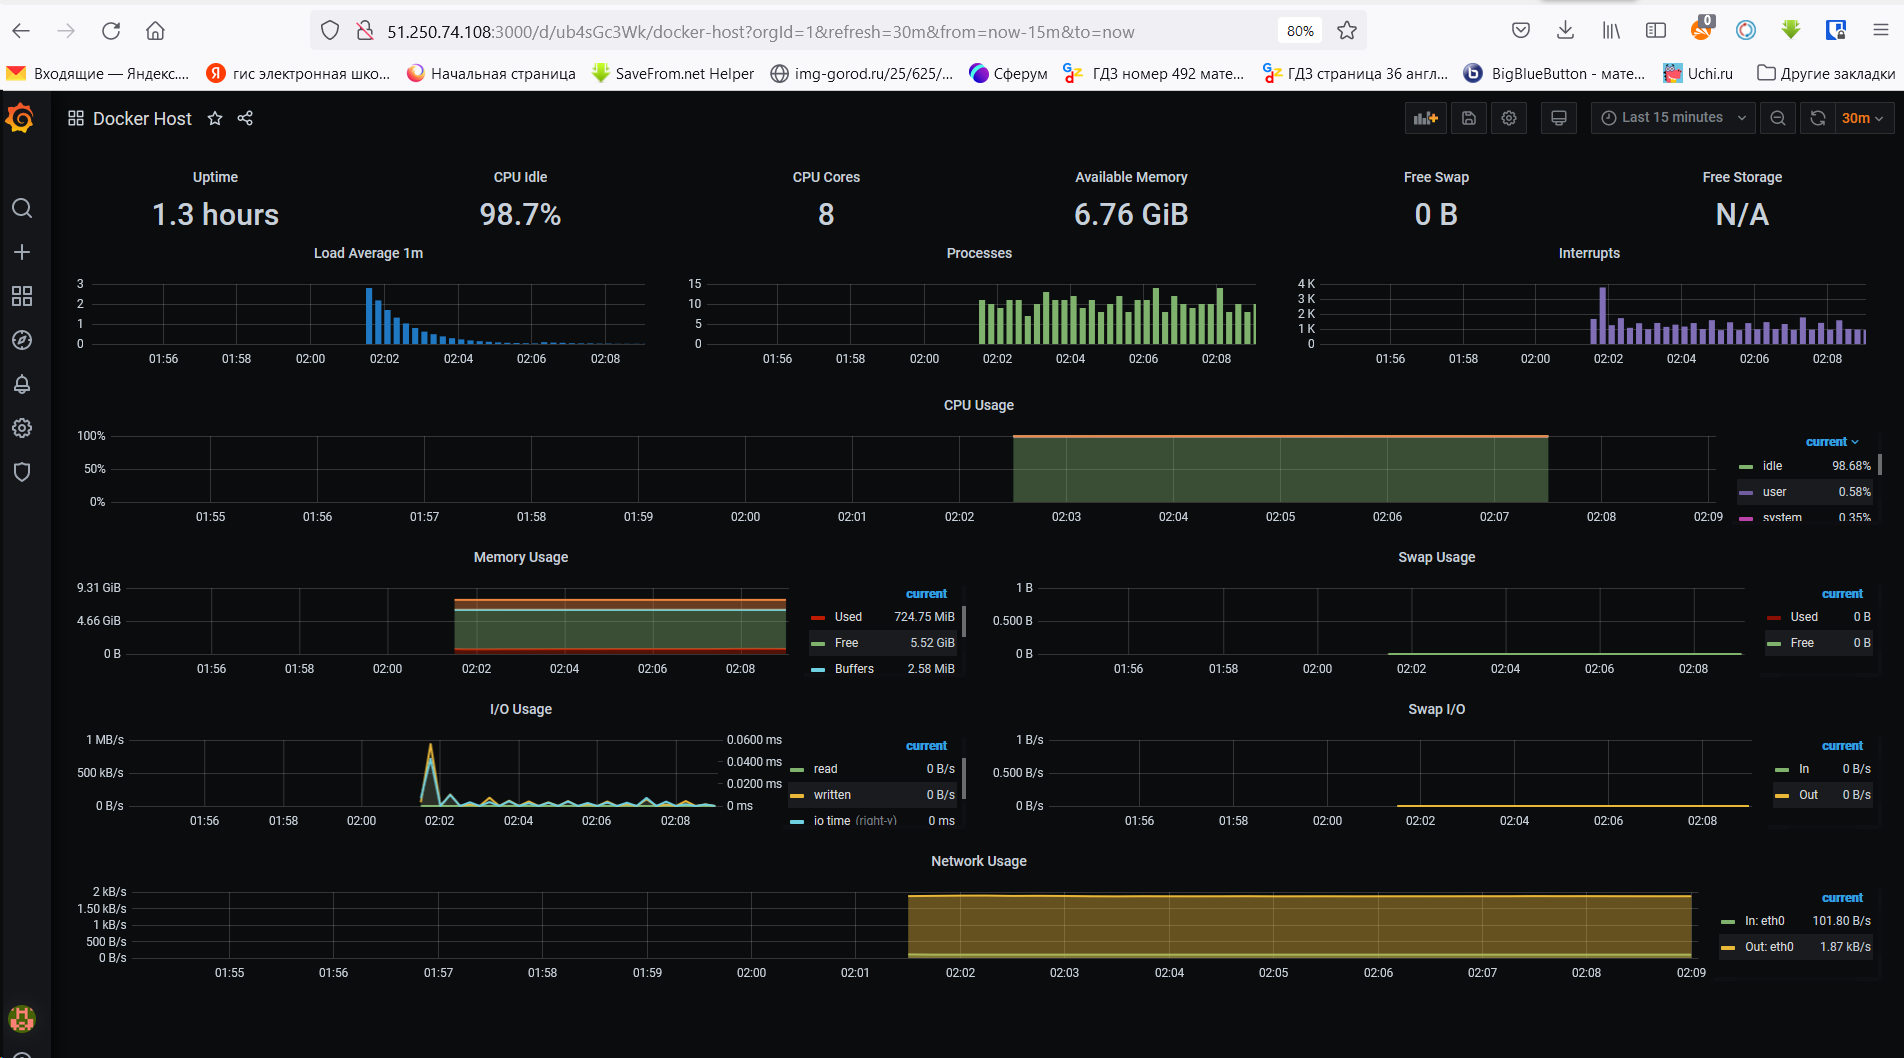 51.250.74.108:3000/d/ub4sGc3Wk/docker-host?orgId=1&refresh=30m&from=now-15m&to=now
80%
0
Входящие — Яндекс....
Я гис электронная шко...
Начальная страница
SaveFrom.net Helper
img-gorod.ru/25/625/...
Сферум
Gdz ГДЗ номер 492 мате...
Gdz ГДЗ страница 36 англ...
b BigBlueButton - мате...
Uchi.ru
Другие закладки
Docker Host
Last 15 minutes
30m
Uptime
1.3 hours
CPU Idle
98.7%
CPU Cores
8
Available Memory
6.76 GiB
Free Swap
0 B
Free Storage
N/A
Load Average 1m
3
2
1
0
01:56 01:58 02:00 02:02 02:04 02:06 02:08
Processes
15
10
5
0
01:56 01:58 02:00 02:02 02:04 02:06 02:08
Interrupts
4 K
3 K
2 K
1 K
0
01:56 01:58 02:00 02:02 02:04 02:06 02:08
CPU Usage
100%
50%
0%
01:55 01:56 01:57 01:58 01:59 02:00 02:01 02:02 02:03 02:04 02:05 02:06 02:07 02:08 02:09
current
idle 98.68%
user 0.58%
system 0.35%
Memory Usage
9.31 GiB
4.66 GiB
0 B
01:56 01:58 02:00 02:02 02:04 02:06 02:08
current
Used 724.75 MiB
Free 5.52 GiB
Buffers 2.58 MiB
Swap Usage
1 B
0.500 B
0 B
01:56 01:58 02:00 02:02 02:04 02:06 02:08
current
Used 0 B
Free 0 B
I/O Usage
1 MB/s
500 kB/s
0 B/s
0.0600 ms
0.0400 ms
0.0200 ms
0 ms
01:56 01:58 02:00 02:02 02:04 02:06 02:08
current
read 0 B/s
written 0 B/s
io time (right-y) 0 ms
Swap I/O
1 B/s
0.500 B/s
0 B/s
01:56 01:58 02:00 02:02 02:04 02:06 02:08
current
In 0 B/s
Out 0 B/s
Network Usage
2 kB/s
1.50 kB/s
1 kB/s
500 B/s
0 B/s
01:55 01:56 01:57 01:58 01:59 02:00 02:01 02:02 02:03 02:04 02:05 02:06 02:07 02:08 02:09
current
In: eth0 101.80 B/s
Out: eth0 1.87 kB/s